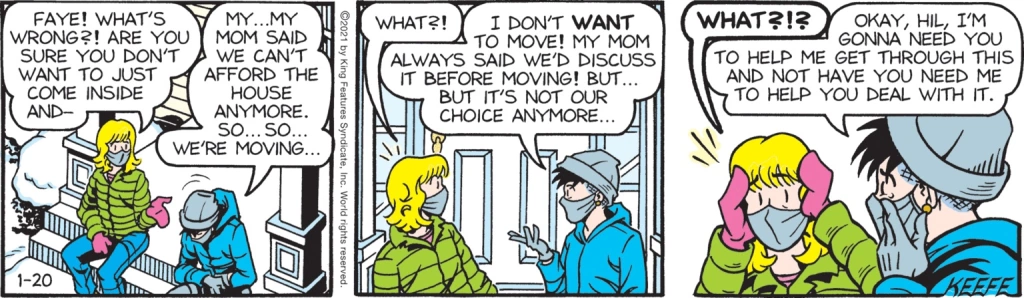 FAYE! WHAT'S
WRONG?! ARE YOU
SURE YOU DON'T
WANT TO JUST
COME INSIDE
AND-
MY...MY
MOM SAID
WE CAN'T
AFFORD THE
HOUSE
ANYMORE.
SO...SO...
WE'RE MOVING...
1-20
©2021 by King Features Syndicate, Inc. World rights reserved.
WHAT?!
I DON'T WANT
TO MOVE! MY MOM
ALWAYS SAID WE'D DISCUSS
IT BEFORE MOVING! BUT...
BUT IT'S NOT OUR
CHOICE ANYMORE...
WHAT?!?
OKAY, HIL, I'M
GONNA NEED YOU
TO HELP ME GET THROUGH THIS
AND NOT HAVE YOU NEED ME
TO HELP YOU DEAL WITH IT.
KEEFE